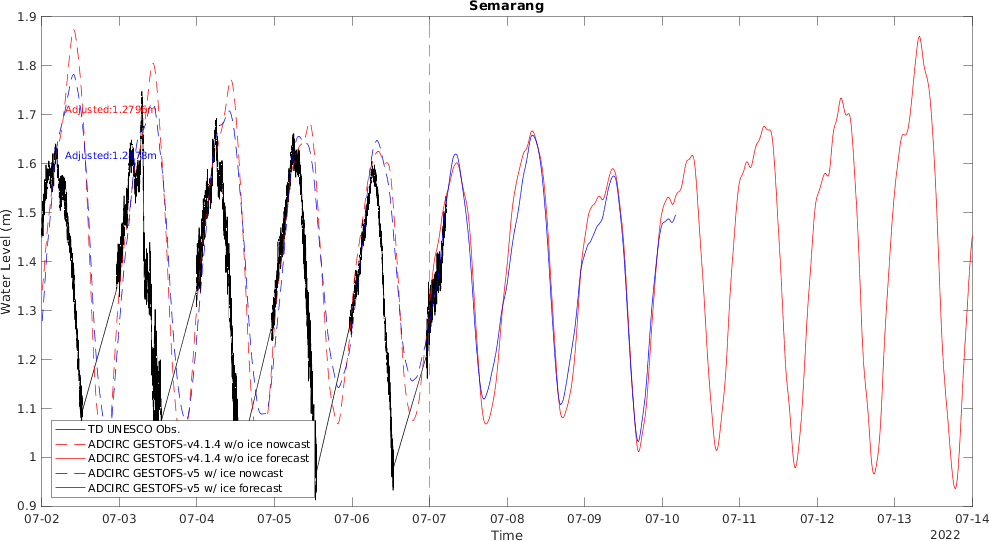 Semarang
1.9
1.8
1.7
1.6
1.5
1.4
1.3
1.2
1.1
1
0.9
Water Level (m)
TD UNESCO Obs.
ADCIRC GESTOFS-v4.1.4 w/o ice nowcast
ADCIRC GESTOFS-v4.1.4 w/o ice forecast
ADCIRC GESTOFS-v5 w/ ice nowcast
ADCIRC GESTOFS-v5 w/ ice forecast
07-02 07-03 07-04 07-05 07-06 07-07 07-08 07-09 07-10 07-11 07-12 07-13 07-14
Time
2022